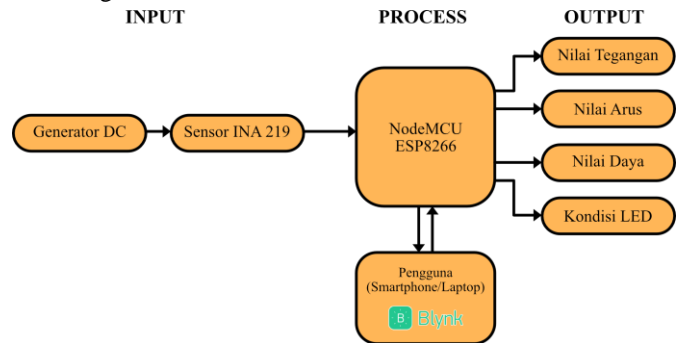 INPUT
PROCESS
OUTPUT
Generator DC
Sensor INA 219
NodeMCU
ESP8266
Nilai Tegangan
Nilai Arus
Nilai Daya
Kondisi LED
Pengguna
(Smartphone/Laptop)
B Blynk